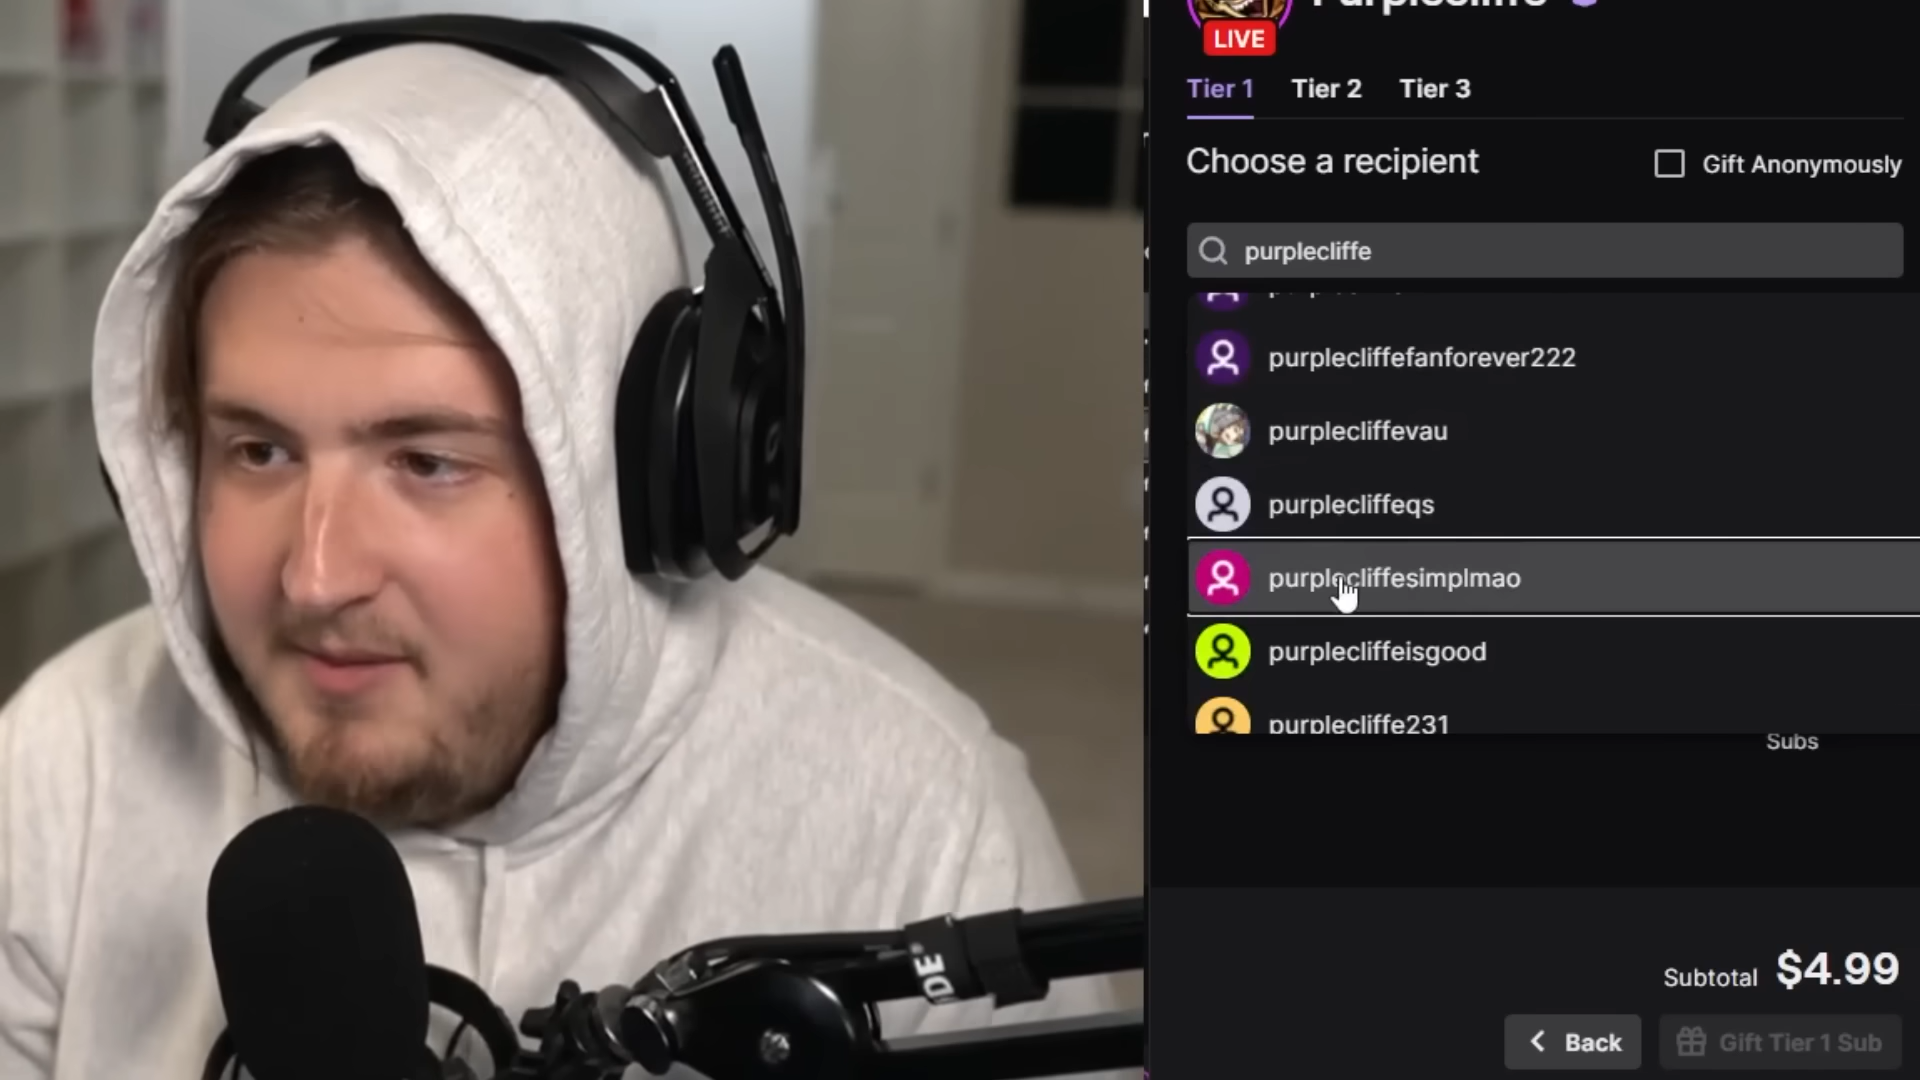 Purplecliffe
LIVE
Tier 1
Tier 2
Tier 3
Choose a recipient
Gift Anonymously
purplecliffe
purplecliffefanforever222
purplecliffevau
purplecliffeqs
purplecliffesimplmao
purplecliffeisgood
purplecliffe231
Subs
Subtotal $4.99
Back
Gift Tier 1 Sub